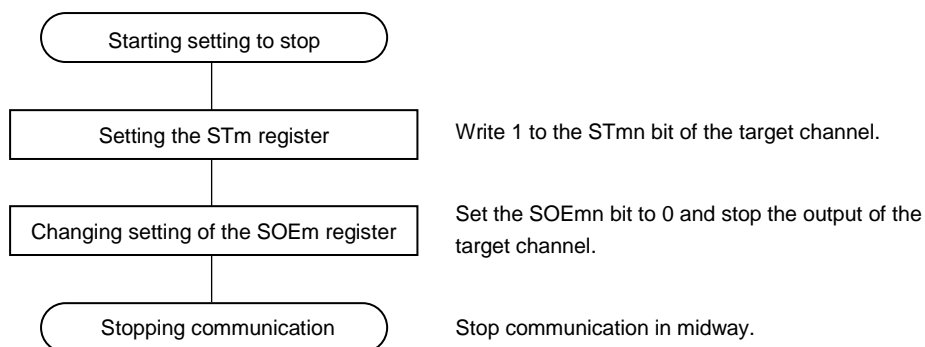 Starting setting to stop
Setting the STm register
Write 1 to the STmn bit of the target channel.
Changing setting of the SOEm register
Set the SOEmn bit to 0 and stop the output of the
target channel.
Stopping communication
Stop communication in midway.